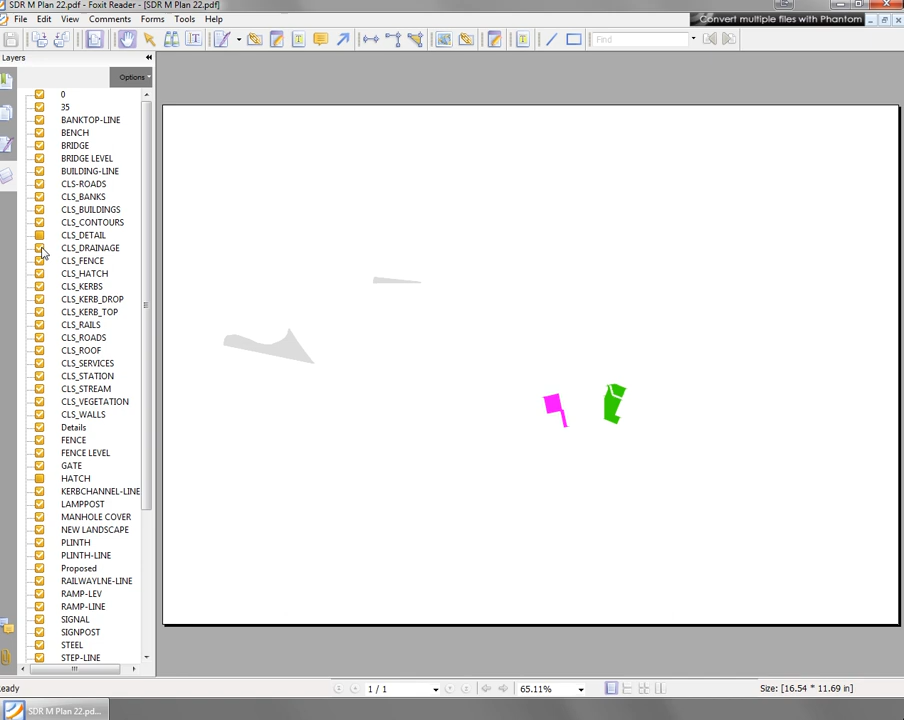 SDR M Plan 22.pdf - Foxit Reader - [SDR M Plan 22.pdf]
File Edit View Comments Forms Tools Help
Convert multiple files with Phantom
Find
Layers
Options
0
35
BANKTOP-LINE
BENCH
BRIDGE
BRIDGE LEVEL
BUILDING-LINE
CLS-ROADS
CLS_BANKS
CLS_BUILDINGS
CLS_CONTOURS
CLS_DETAIL
CLS_DRAINAGE
CLS_FENCE
CLS_HATCH
CLS_KERBS
CLS_KERB_DROP
CLS_KERB_TOP
CLS_RAILS
CLS_ROADS
CLS_ROOF
CLS_SERVICES
CLS_STATION
CLS_STREAM
CLS_VEGETATION
CLS_WALLS
Details
FENCE
FENCE LEVEL
GATE
HATCH
KERBCHANNEL-LINE
LAMPPOST
MANHOLE COVER
NEW LANDSCAPE
PLINTH
PLINTH-LINE
Proposed
RAILWAYLNE-LINE
RAMP-LEV
RAMP-LINE
SIGNAL
SIGNPOST
STEEL
STEP-LINE
eady 1 / 1 65.11% Size: [16.54 * 11.69 in]
SDR M Plan 22.pd...